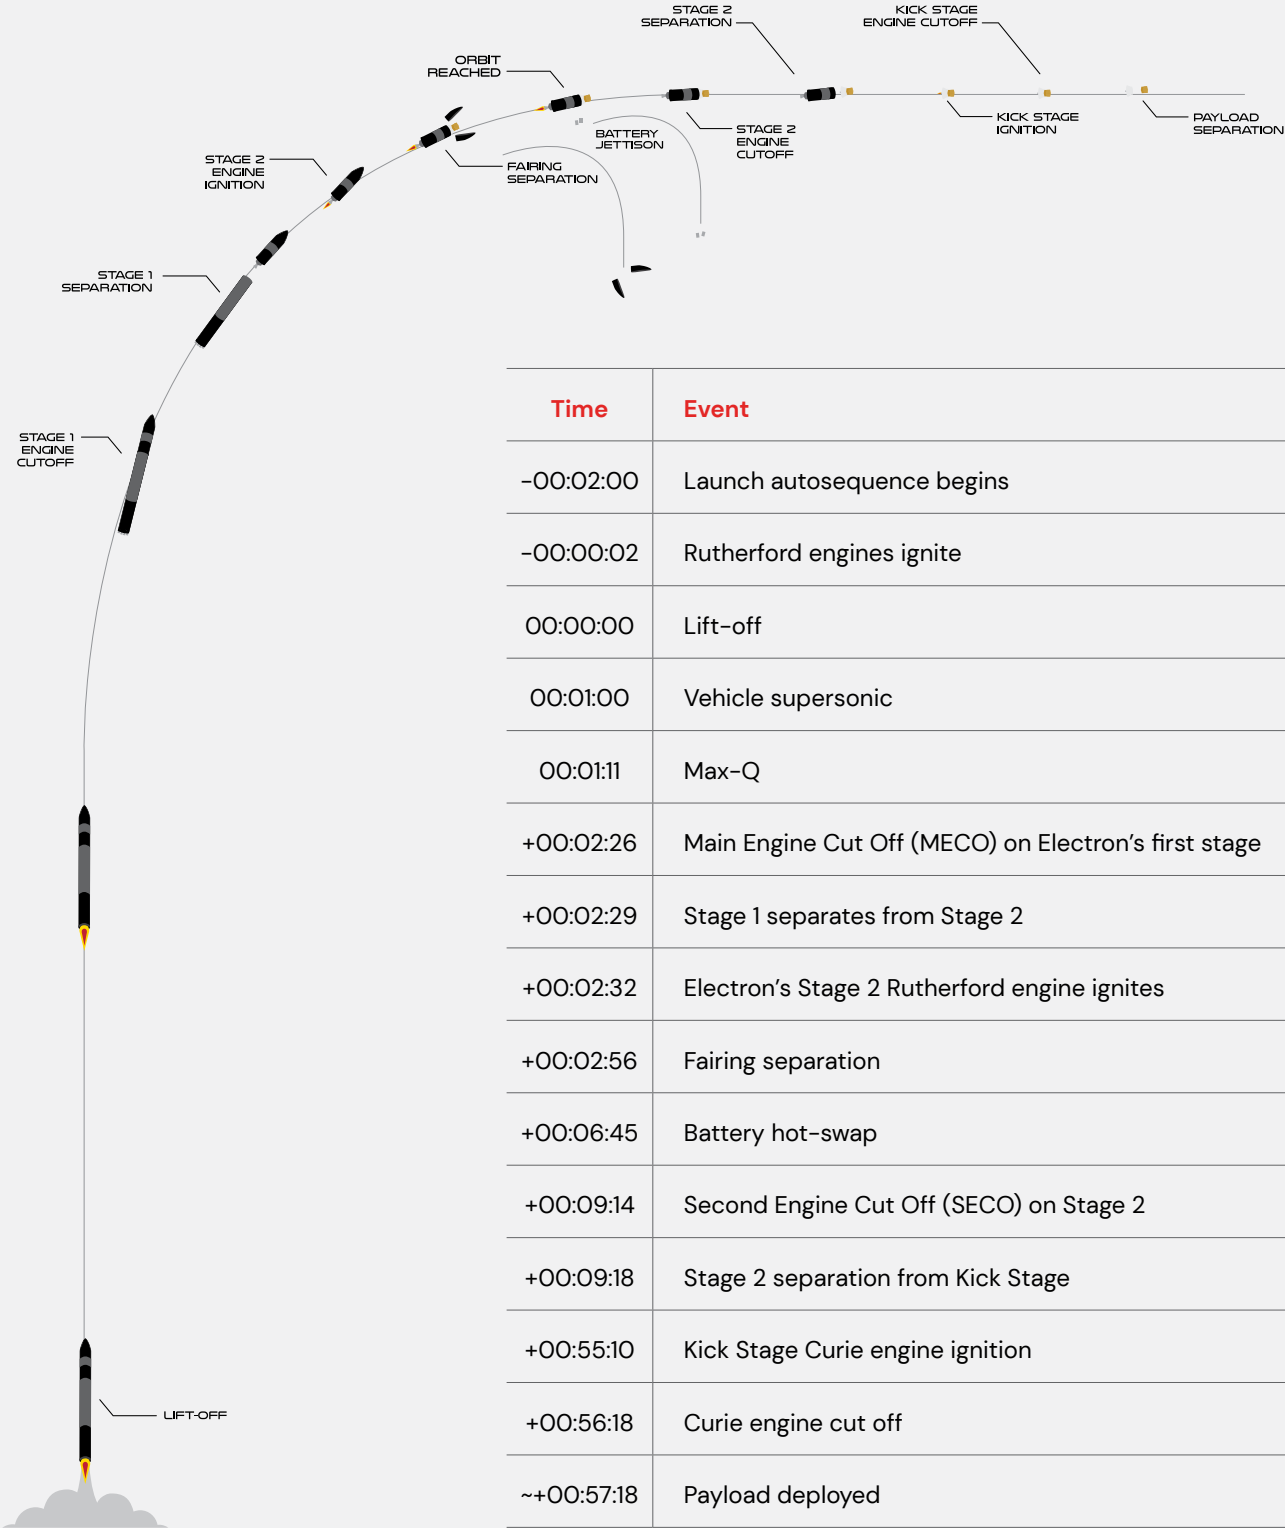 STAGE 2
SEPARATION
KICK STAGE
ENGINE CUTOFF
ORBIT
REACHED
KICK STAGE
IGNITION
PAYLOAD
SEPARATION
BATTERY
JETTISON
STAGE 2
ENGINE
CUTOFF
STAGE 2
ENGINE
IGNITION
FAIRING
SEPARATION
STAGE 1
SEPARATION
STAGE 1
ENGINE
CUTOFF
LIFT-OFF
Time Event
-00:02:00 Launch autosequence begins
-00:00:02 Rutherford engines ignite
00:00:00 Lift-off
00:01:00 Vehicle supersonic
00:01:11 Max-Q
+00:02:26 Main Engine Cut Off (MECO) on Electron’s first stage
+00:02:29 Stage 1 separates from Stage 2
+00:02:32 Electron’s Stage 2 Rutherford engine ignites
+00:02:56 Fairing separation
+00:06:45 Battery hot-swap
+00:09:14 Second Engine Cut Off (SECO) on Stage 2
+00:09:18 Stage 2 separation from Kick Stage
+00:55:10 Kick Stage Curie engine ignition
+00:56:18 Curie engine cut off
~+00:57:18 Payload deployed